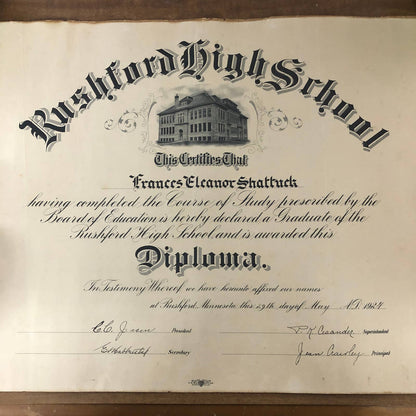 Rushford High School
This Certifies That
Frances Eleanor Shattuck
having completed the Course of Study prescribed by the
Board of Education is hereby declared a Graduate of the
Rushford High School and is awarded this
Diploma.
In Testimony Whereof we have hereunto affixed our names
at Rushford, Minnesota, this 29th day of May A.D. 1924
President Superintendent
Secretary Jean Principal